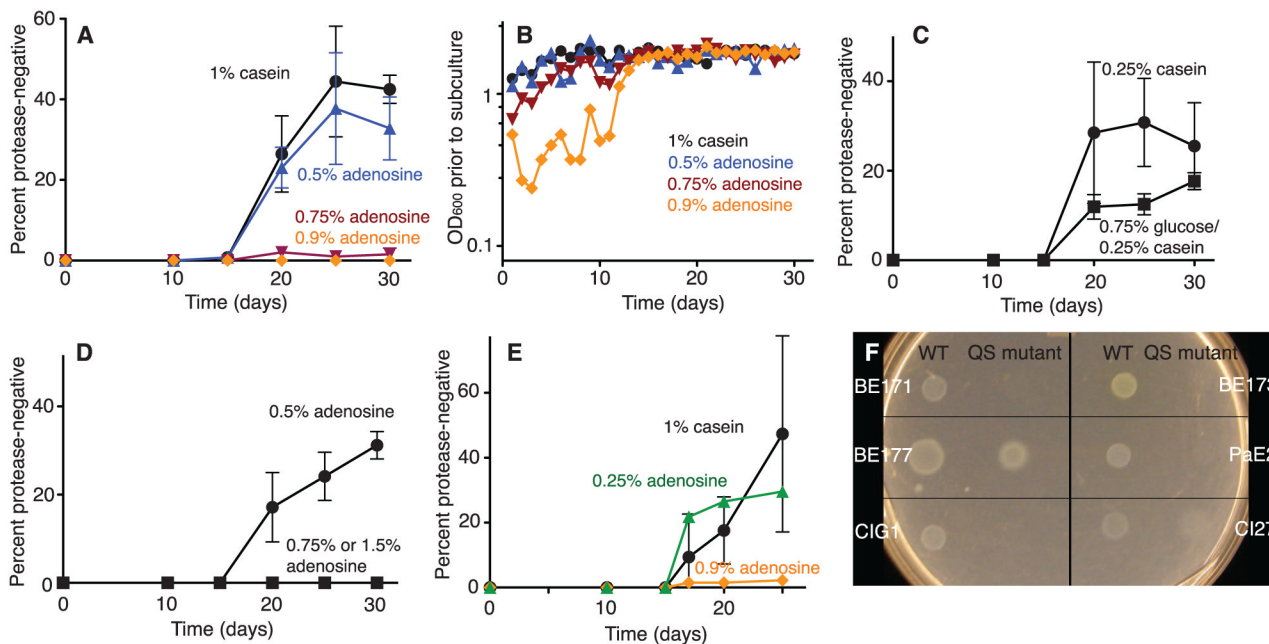 A
Percent protease-negative
60
40
20
0
1% casein
0.5% adenosine
0.75% adenosine
0.9% adenosine
0 10 20 30
Time (days)
B
OD600 prior to subculture
1
0.1
1% casein
0.5% adenosine
0.75% adenosine
0.9% adenosine
0 10 20 30
Time (days)
C
Percent protease-negative
40
20
0
0.25% casein
0.75% glucose/
0.25% casein
0 10 20 30
Time (days)
D
Percent protease-negative
40
20
0
0.5% adenosine
0.75% or 1.5%
adenosine
0 10 20 30
Time (days)
E
Percent protease-negative
60
40
20
0
1% casein
0.25% adenosine
0.9% adenosine
0 10 20
Time (days)
F
WT QS mutant WT QS mutant
BE171 BE173
BE177 PaE2
CIG1 CI27